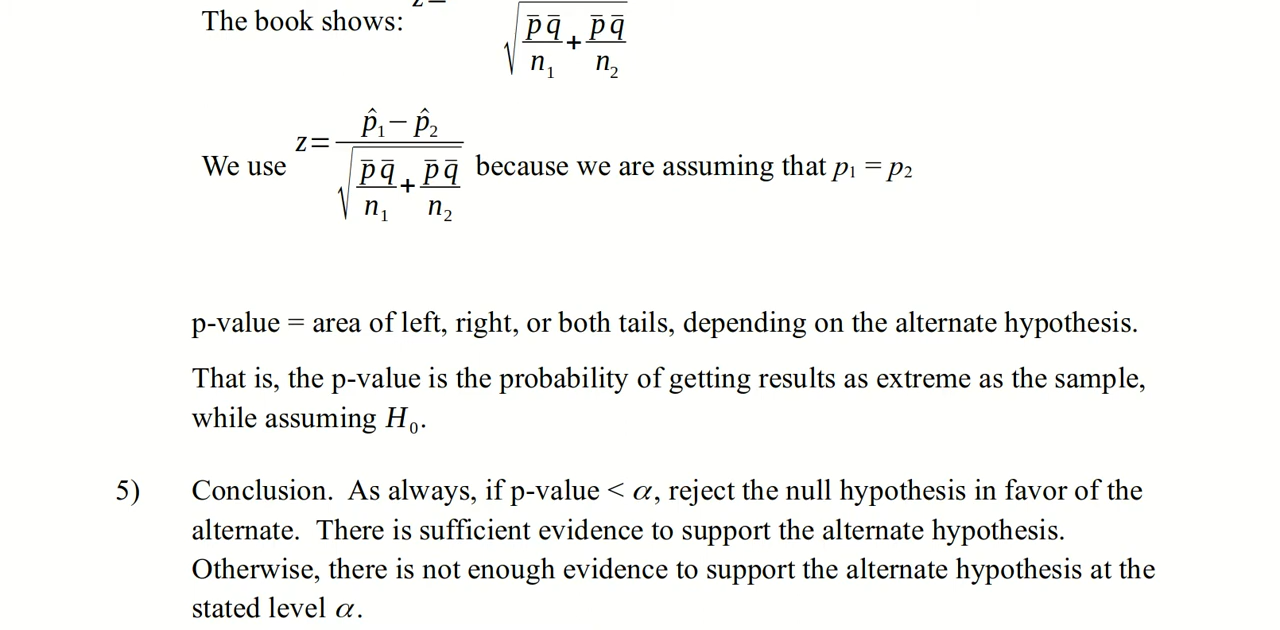 The book shows: z= √(p̄ q̄/n₁ + p̄ q̄/n₂)
We use z= (p̂₁− p̂₂)/√(p̄ q̄/n₁ + p̄ q̄/n₂) because we are assuming that p₁ = p₂
p-value = area of left, right, or both tails, depending on the alternate hypothesis.
That is, the p-value is the probability of getting results as extreme as the sample,
while assuming H₀.
5) Conclusion. As always, if p-value < α, reject the null hypothesis in favor of the
alternate. There is sufficient evidence to support the alternate hypothesis.
Otherwise, there is not enough evidence to support the alternate hypothesis at the
stated level α.